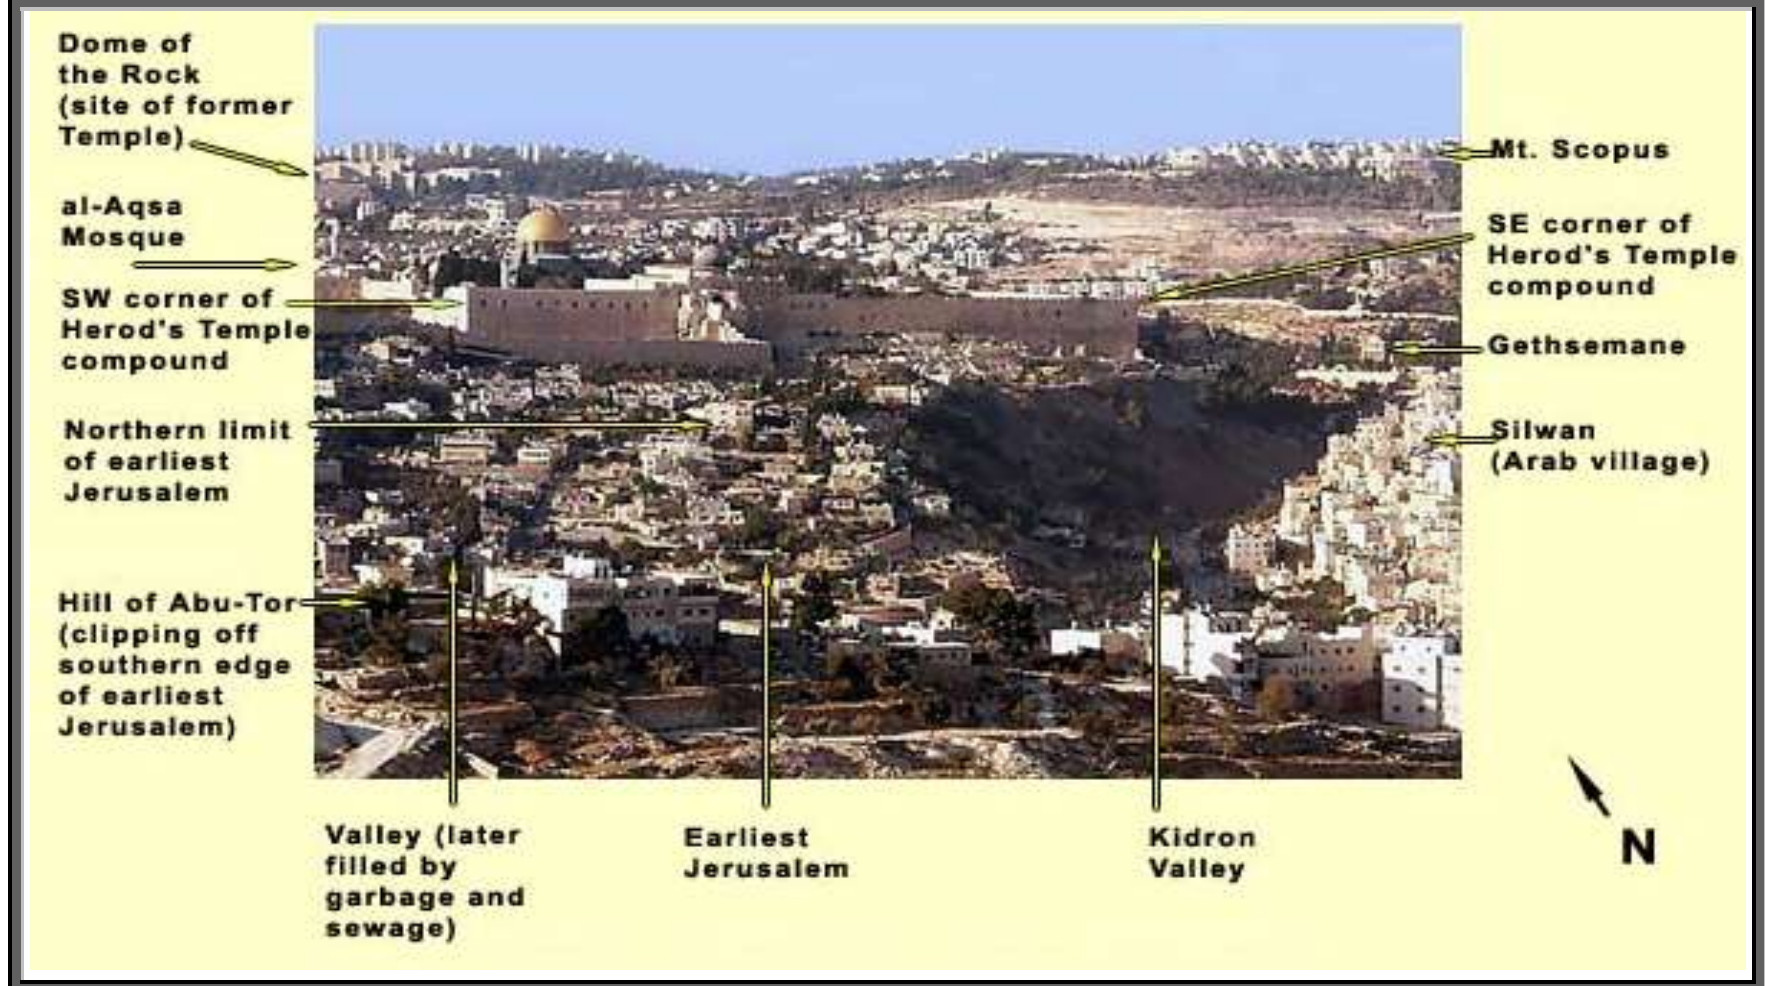 Dome of
the Rock
(site of former
Temple)
al-Aqsa
Mosque
SW corner of
Herod's Temple
compound
Northern limit
of earliest
Jerusalem
Hill of Abu-Tor
(clipping off
southern edge
of earliest
Jerusalem)
Mt. Scopus
SE corner of
Herod's Temple
compound
Gethsemane
Silwan
(Arab village)
Valley (later
filled by
garbage and
sewage)
Earliest
Jerusalem
Kidron
Valley
N